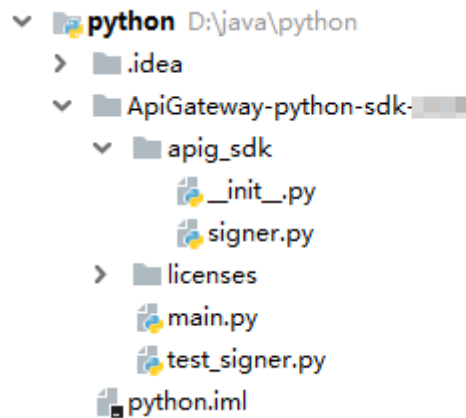 python D:\java\python
.idea
ApiGateway-python-sdk-
apig_sdk
__init__.py
signer.py
licenses
main.py
test_signer.py
python.iml